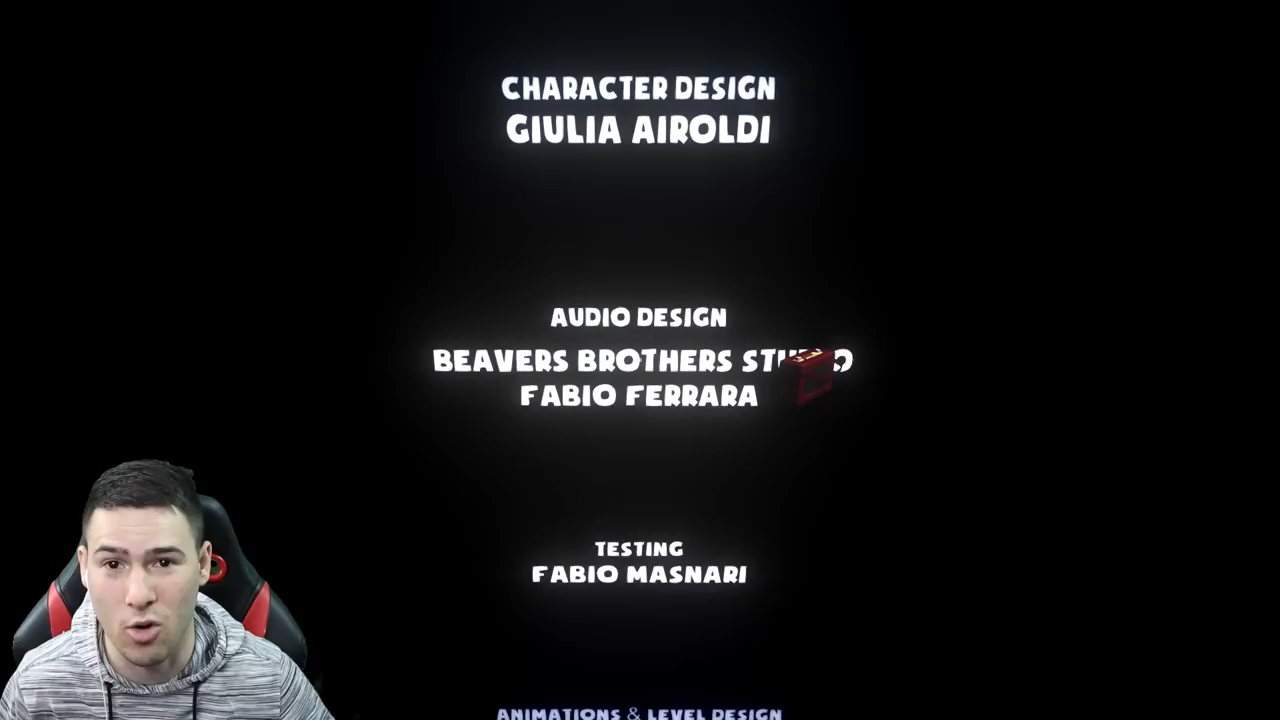 CHARACTER DESIGN
GIULIA AIROLDI
AUDIO DESIGN
BEAVERS BROTHERS
FABIO FERRARA
TESTING
FABIO MASNARI
ANIMATIONS & LEVEL DESIGN